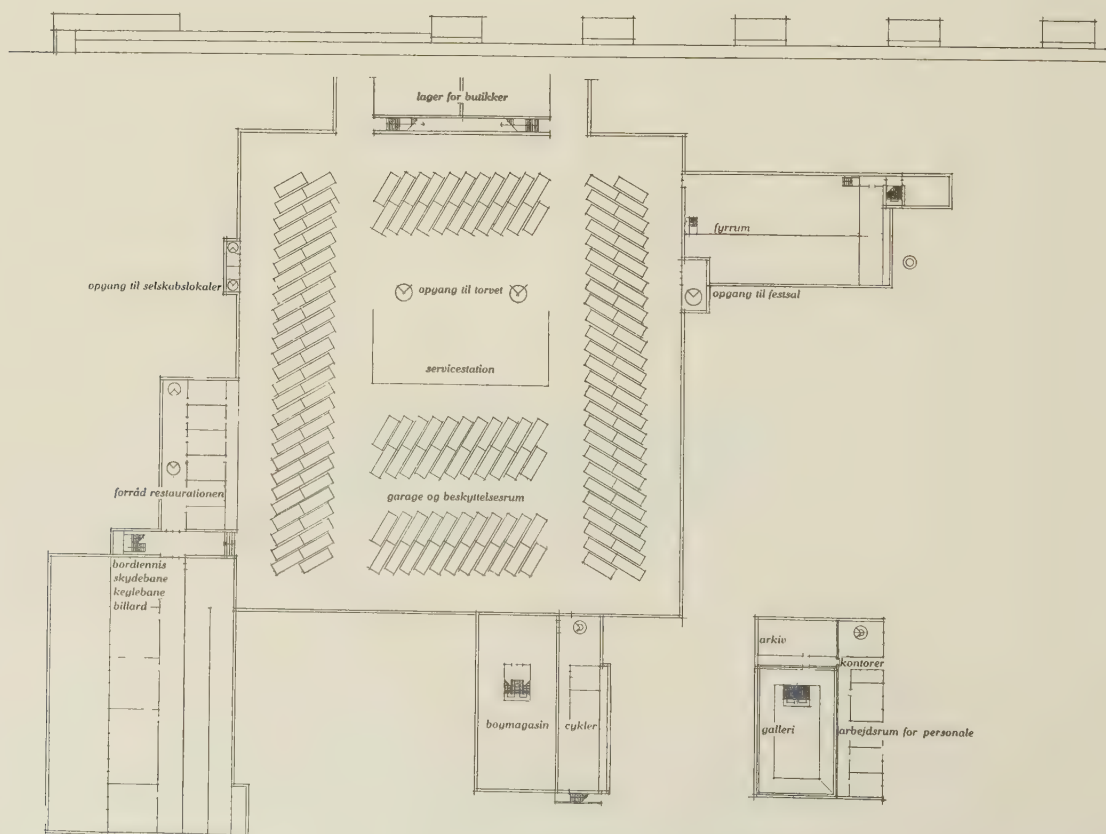 lager for butikker
fyrrum
opgang til selskabslokaler
opgang til torvet
opgang til festsal
servicestation
forråd restaurationen
garage og beskyttelsesrum
bordtennis
skydebane
keglebane
billard
arkiv
kontorer
bogmagasin
cykler
galleri
arbejdsrum for personale